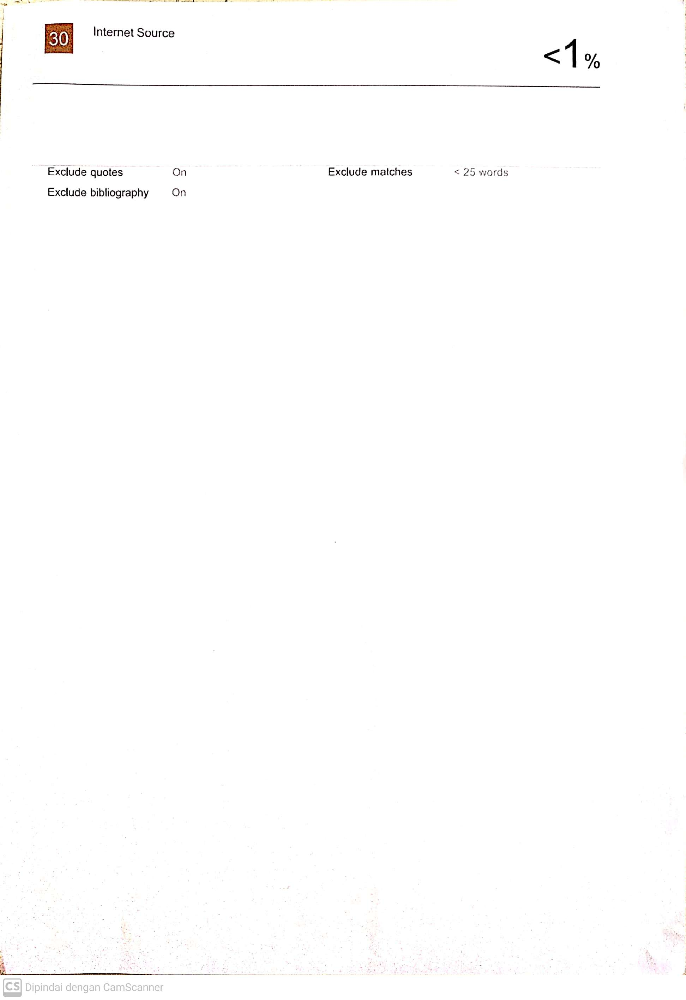 30 Internet Source
<1%
Exclude quotes On Exclude matches < 25 words
Exclude bibliography On
CS Dipindai dengan CamScanner